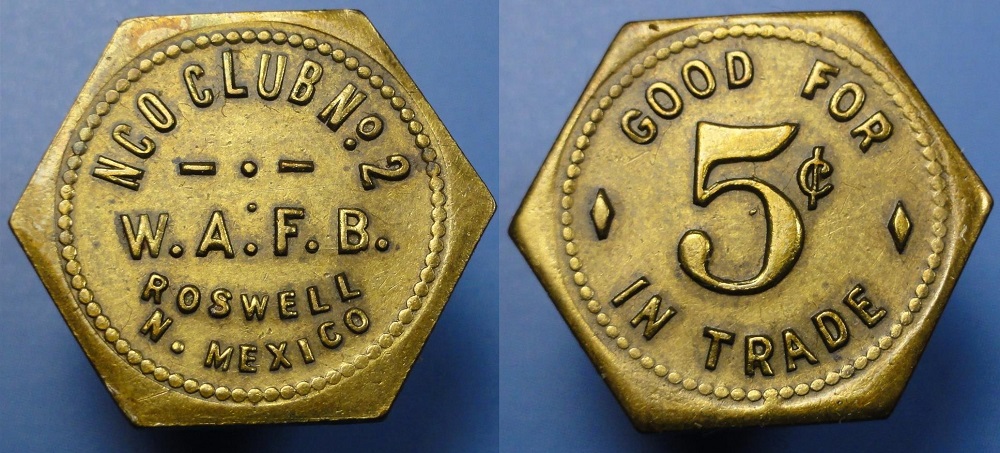 NCO CLUB No. 2
- . -
W. A. F. B.
ROSWELL
N. MEXICO
GOOD FOR
5¢
IN TRADE